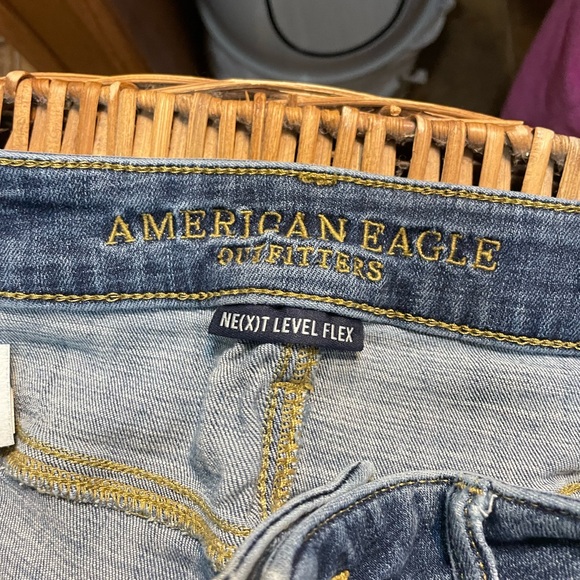 AMERICAN EAGLE
OUTFITTERS
NE(X)T LEVEL FLEX